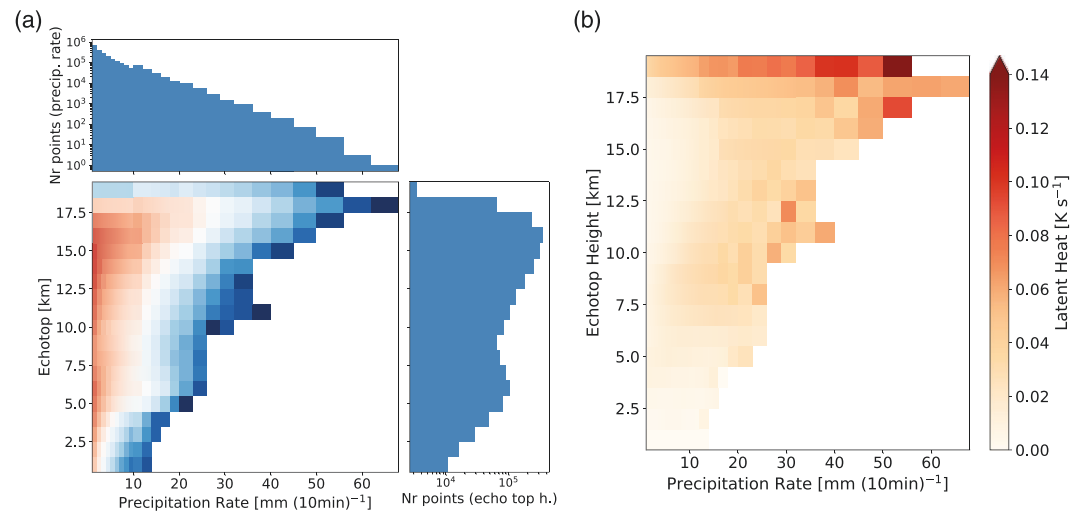 (a)
Nr points (precip. rate)
10⁶
10⁵
10⁴
10³
10²
10¹
10⁰
Echotop [km]
17.5
15.0
12.5
10.0
7.5
5.0
2.5
10 20 30 40 50 60
Precipitation Rate [mm (10min)⁻¹]
10⁴ 10⁵
Nr points (echo top h.)
(b)
Echotop Height [km]
17.5
15.0
12.5
10.0
7.5
5.0
2.5
10 20 30 40 50 60
Precipitation Rate [mm (10min)⁻¹]
0.14
0.12
0.10
0.08
0.06
0.04
0.02
0.00
Latent Heat [K s⁻¹]